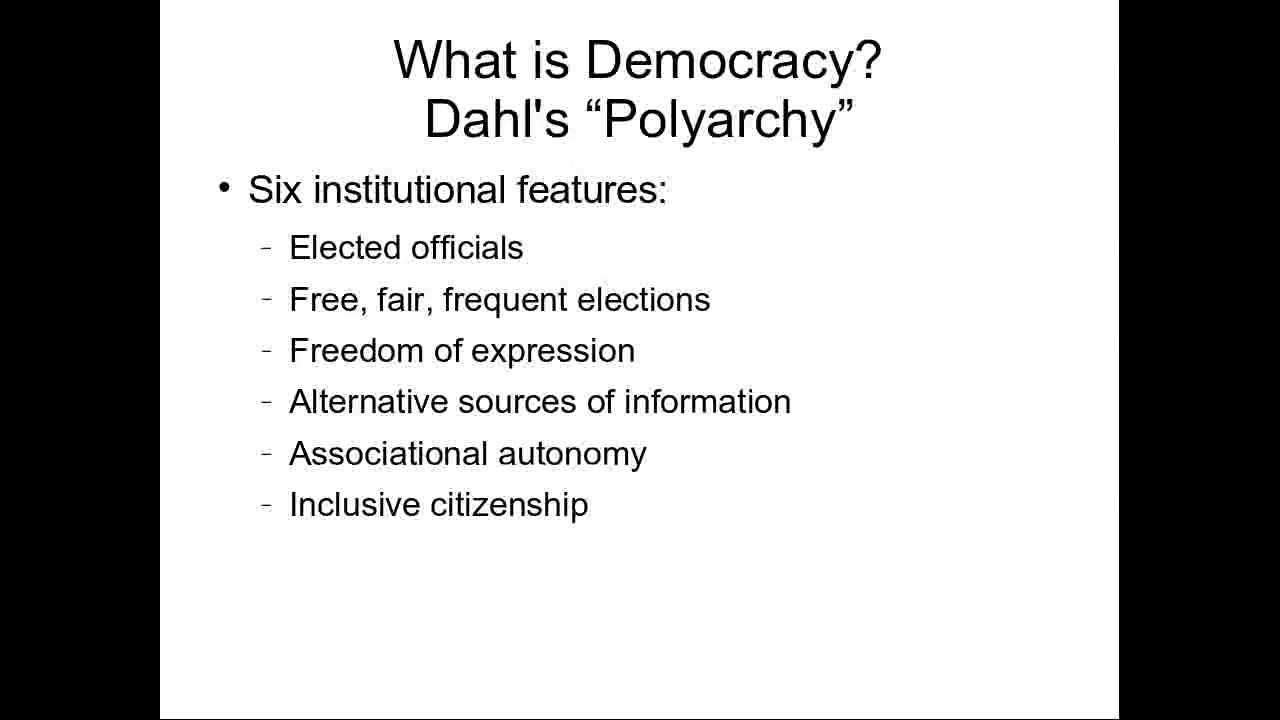 What is Democracy?
Dahl's “Polyarchy”
• Six institutional features:
– Elected officials
– Free, fair, frequent elections
– Freedom of expression
– Alternative sources of information
– Associational autonomy
– Inclusive citizenship